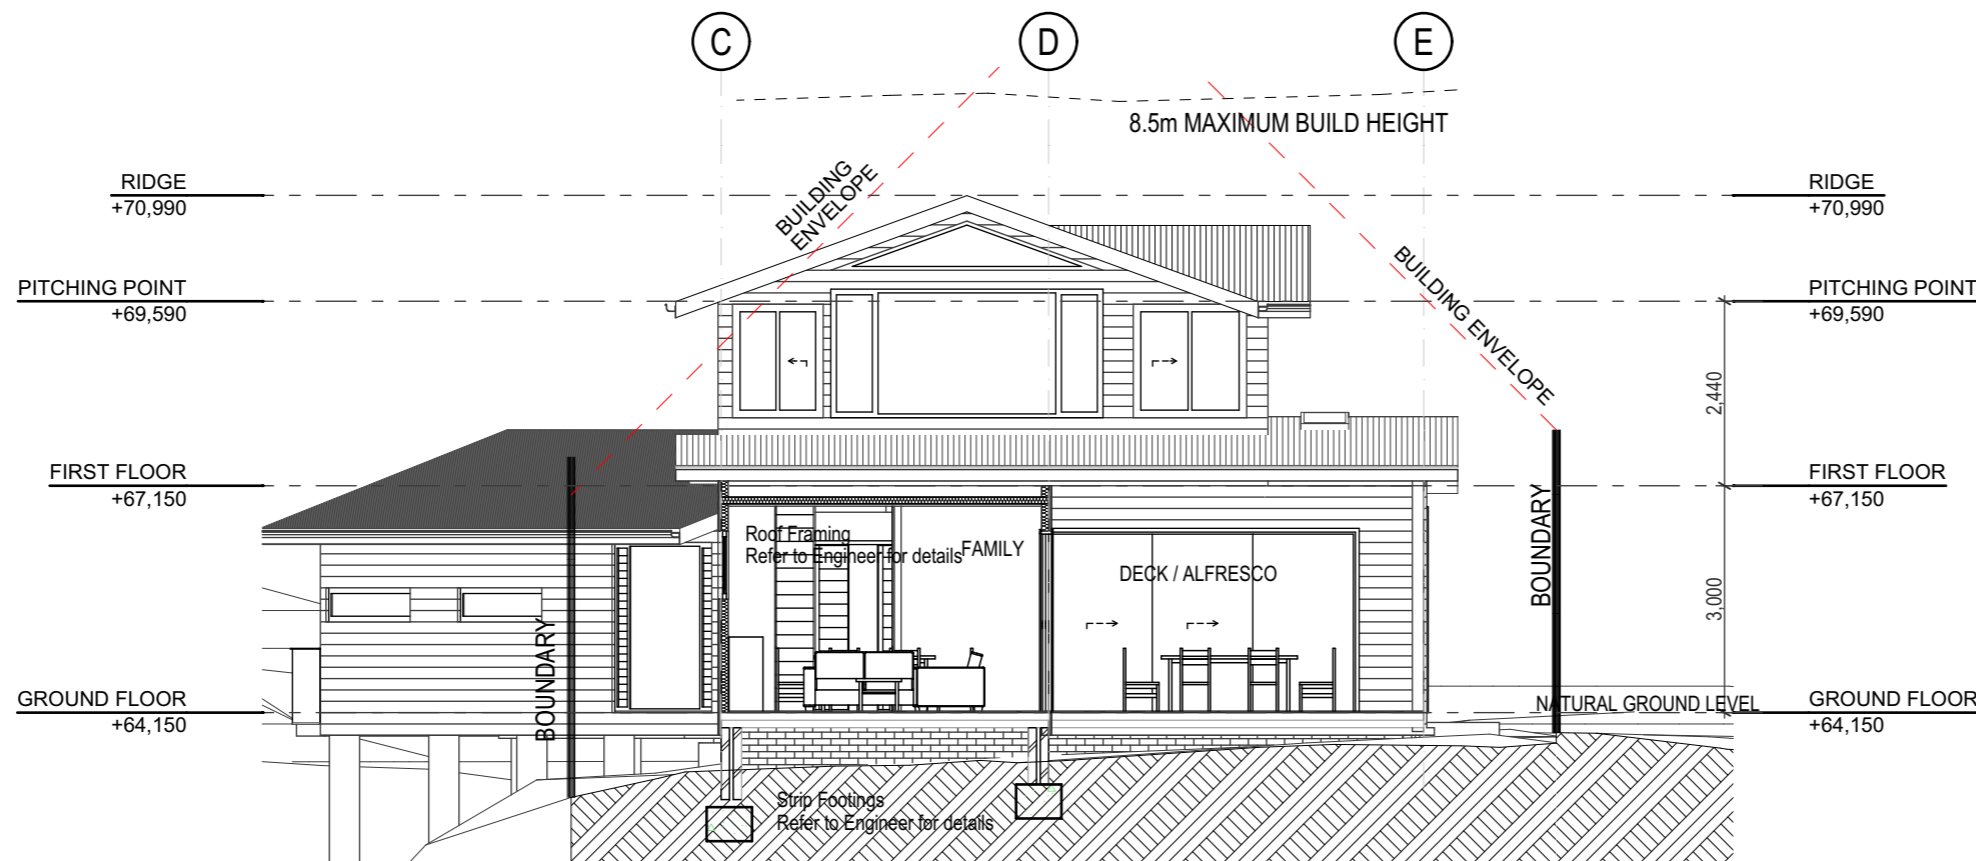 C
D
E
8.5m MAXIMUM BUILD HEIGHT
BUILDING
ENVELOPE
BUILDING ENVELOPE
RIDGE
+70,990
RIDGE
+70,990
PITCHING POINT
+69,590
PITCHING POINT
+69,590
2,440
FIRST FLOOR
+67,150
FIRST FLOOR
+67,150
Roof Framing
Refer to Engineer for details
FAMILY
DECK / ALFRESCO
BOUNDARY
BOUNDARY
3,000
GROUND FLOOR
+64,150
NATURAL GROUND LEVEL
GROUND FLOOR
+64,150
Strip Footings
Refer to Engineer for details